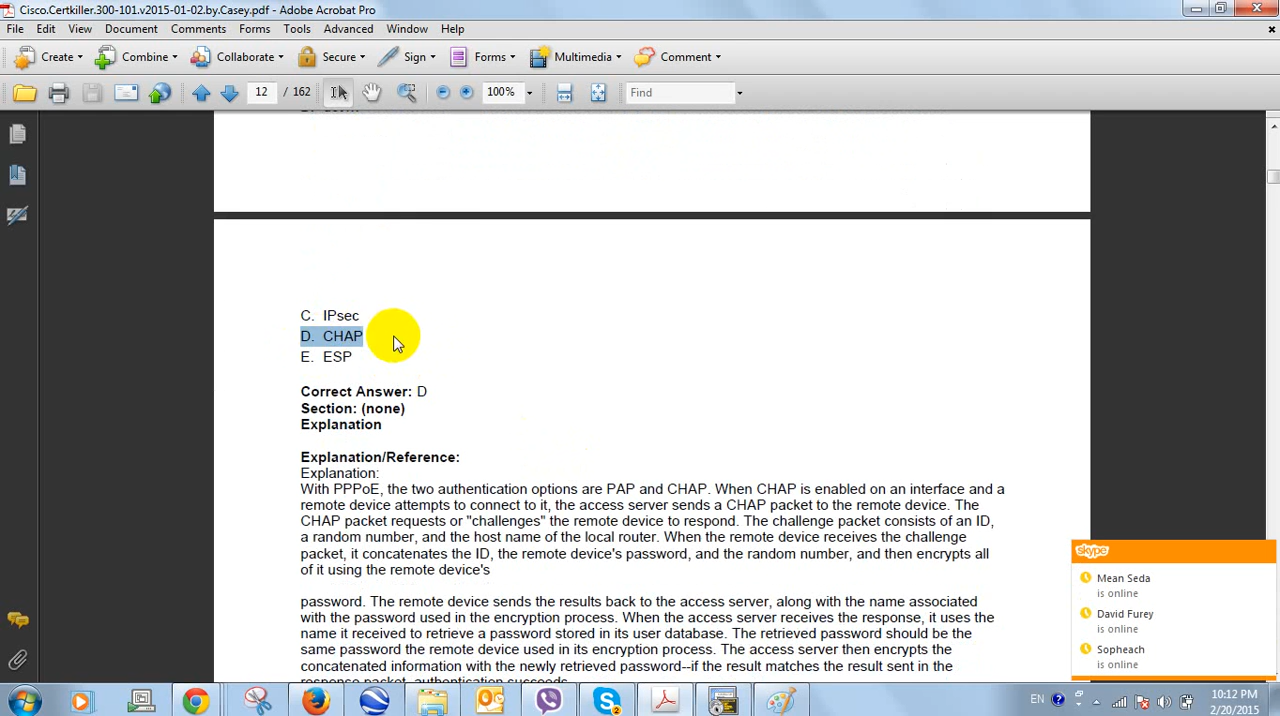 Cisco.Certkiller.300-101.v2015-01-02.by.Casey.pdf - Adobe Acrobat Pro
File Edit View Document Comments Forms Tools Advanced Window Help
Create Combine Collaborate Secure Sign Forms Multimedia Comment
12 / 162 100% Find
C. IPsec
D. CHAP
E. ESP
Correct Answer: D
Section: (none)
Explanation
Explanation/Reference:
Explanation:
With PPPoE, the two authentication options are PAP and CHAP. When CHAP is enabled on an interface and a
remote device attempts to connect to it, the access server sends a CHAP packet to the remote device. The
CHAP packet requests or "challenges" the remote device to respond. The challenge packet consists of an ID,
a random number, and the host name of the local router. When the remote device receives the challenge
packet, it concatenates the ID, the remote device's password, and the random number, and then encrypts all
of it using the remote device's
password. The remote device sends the results back to the access server, along with the name associated
with the password used in the encryption process. When the access server receives the response, it uses the
name it received to retrieve a password stored in its user database. The retrieved password should be the
same password the remote device used in its encryption process. The access server then encrypts the
concatenated information with the newly retrieved password--if the result matches the result sent in the
response packet, authentication succeeds.
skype
Mean Seda
is online
David Furey
is online
Sopheach
is online
2
EN
10:12 PM
2/20/2015